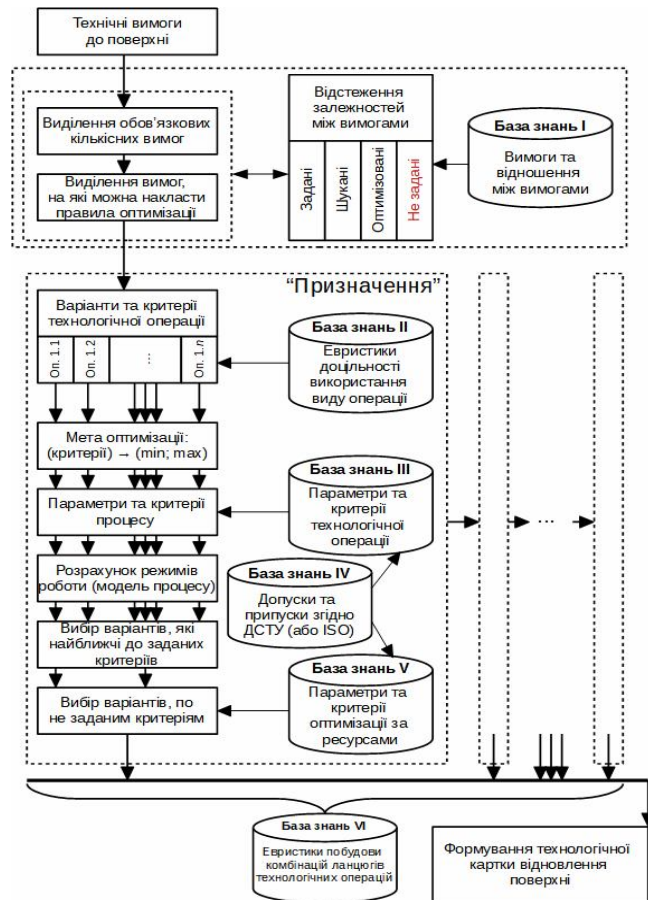 Технічні вимоги
до поверхні
Виділення обов'язкових
кількісних вимог
Виділення вимог,
на які можна накласти
правила оптимізації
Відстеження
залежностей
між вимогами
Задані
Шукані
Оптимізовані
Не задані
База знань I
Вимоги та
відношення
між вимогами
“Призначення”
Варіанти та критерії
технологічної операції
Оп. 1.1
Оп. 1.2
...
Оп. 1.n
База знань II
Евристики
доцільності
використання
виду операції
Мета оптимізації:
(критерії) → (min; max)
Параметри та критерії
процесу
База знань III
Параметри та критерії
технологічної
операції
...
Розрахунок режимів
роботи (модель процесу)
База знань IV
Допуски та
припуски згідно
ДСТУ (або ISO)
Вибір варіантів, які
найближчі до заданих
критеріїв
База знань V
Параметри та
критерії
оптимізації за
ресурсами
Вибір варіантів, по
не заданим критеріям
База знань VI
Евристики побудови
комбінацій ланцюгів
технологічних операцій
Формування технологічної
картки відновлення
поверхні